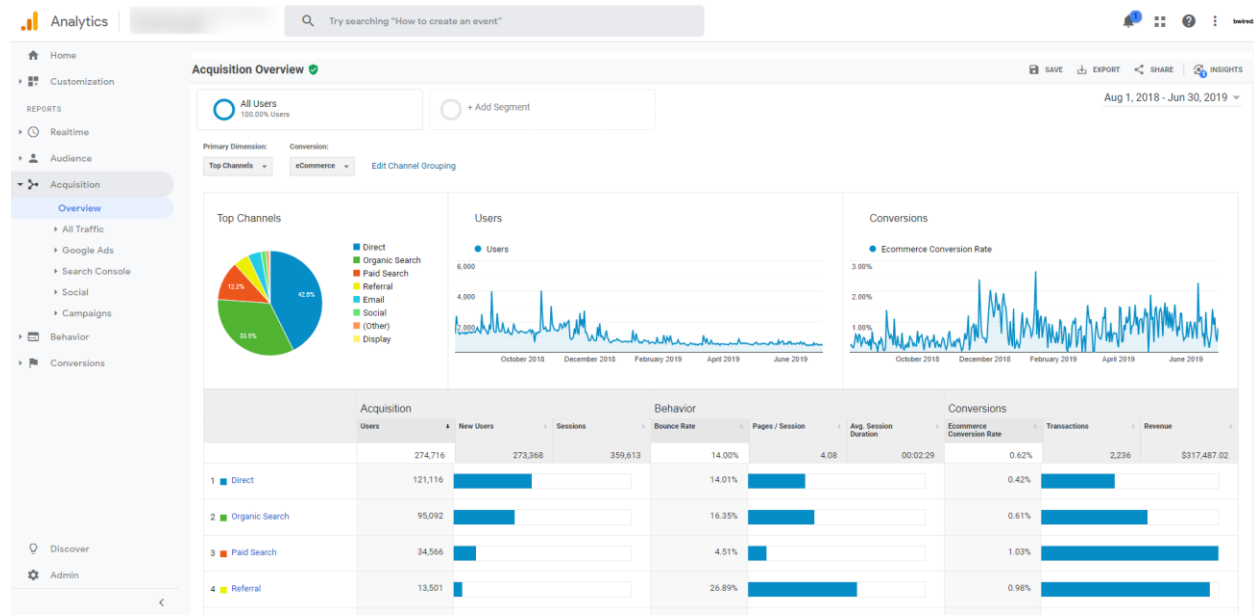 Analytics
Try searching "How to create an event"
1
bwired
Home
Customization
REPORTS
Realtime
Audience
Acquisition
Overview
All Traffic
Google Ads
Search Console
Social
Campaigns
Behavior
Conversions
Discover
Admin
Acquisition Overview
SAVE
EXPORT
SHARE
INSIGHTS
All Users
100.00% Users
+ Add Segment
Aug 1, 2018 - Jun 30, 2019
Primary Dimension:
Conversion:
Top Channels
eCommerce
Edit Channel Grouping
Top Channels
Direct
Organic Search
Paid Search
Referral
Email
Social
(Other)
Display
42.6%
12.2%
Users
Users
6,000
4,000
2,000
October 2018
December 2018
February 2019
April 2019
June 2019
Conversions
Ecommerce Conversion Rate
3.00%
2.00%
1.00%
October 2018
December 2018
February 2019
April 2019
June 2019
Acquisition
Behavior
Conversions
Users
New Users
Sessions
Bounce Rate
Pages / Session
Avg. Session
Duration
Ecommerce
Conversion Rate
Transactions
Revenue
274,716
273,368
359,613
14.00%
4.08
00:02:29
0.62%
2,236
$317,487.02
1 Direct
121,116
14.01%
0.42%
2 Organic Search
95,092
16.35%
0.61%
3 Paid Search
34,566
4.51%
1.03%
4 Referral
13,501
26.89%
0.98%